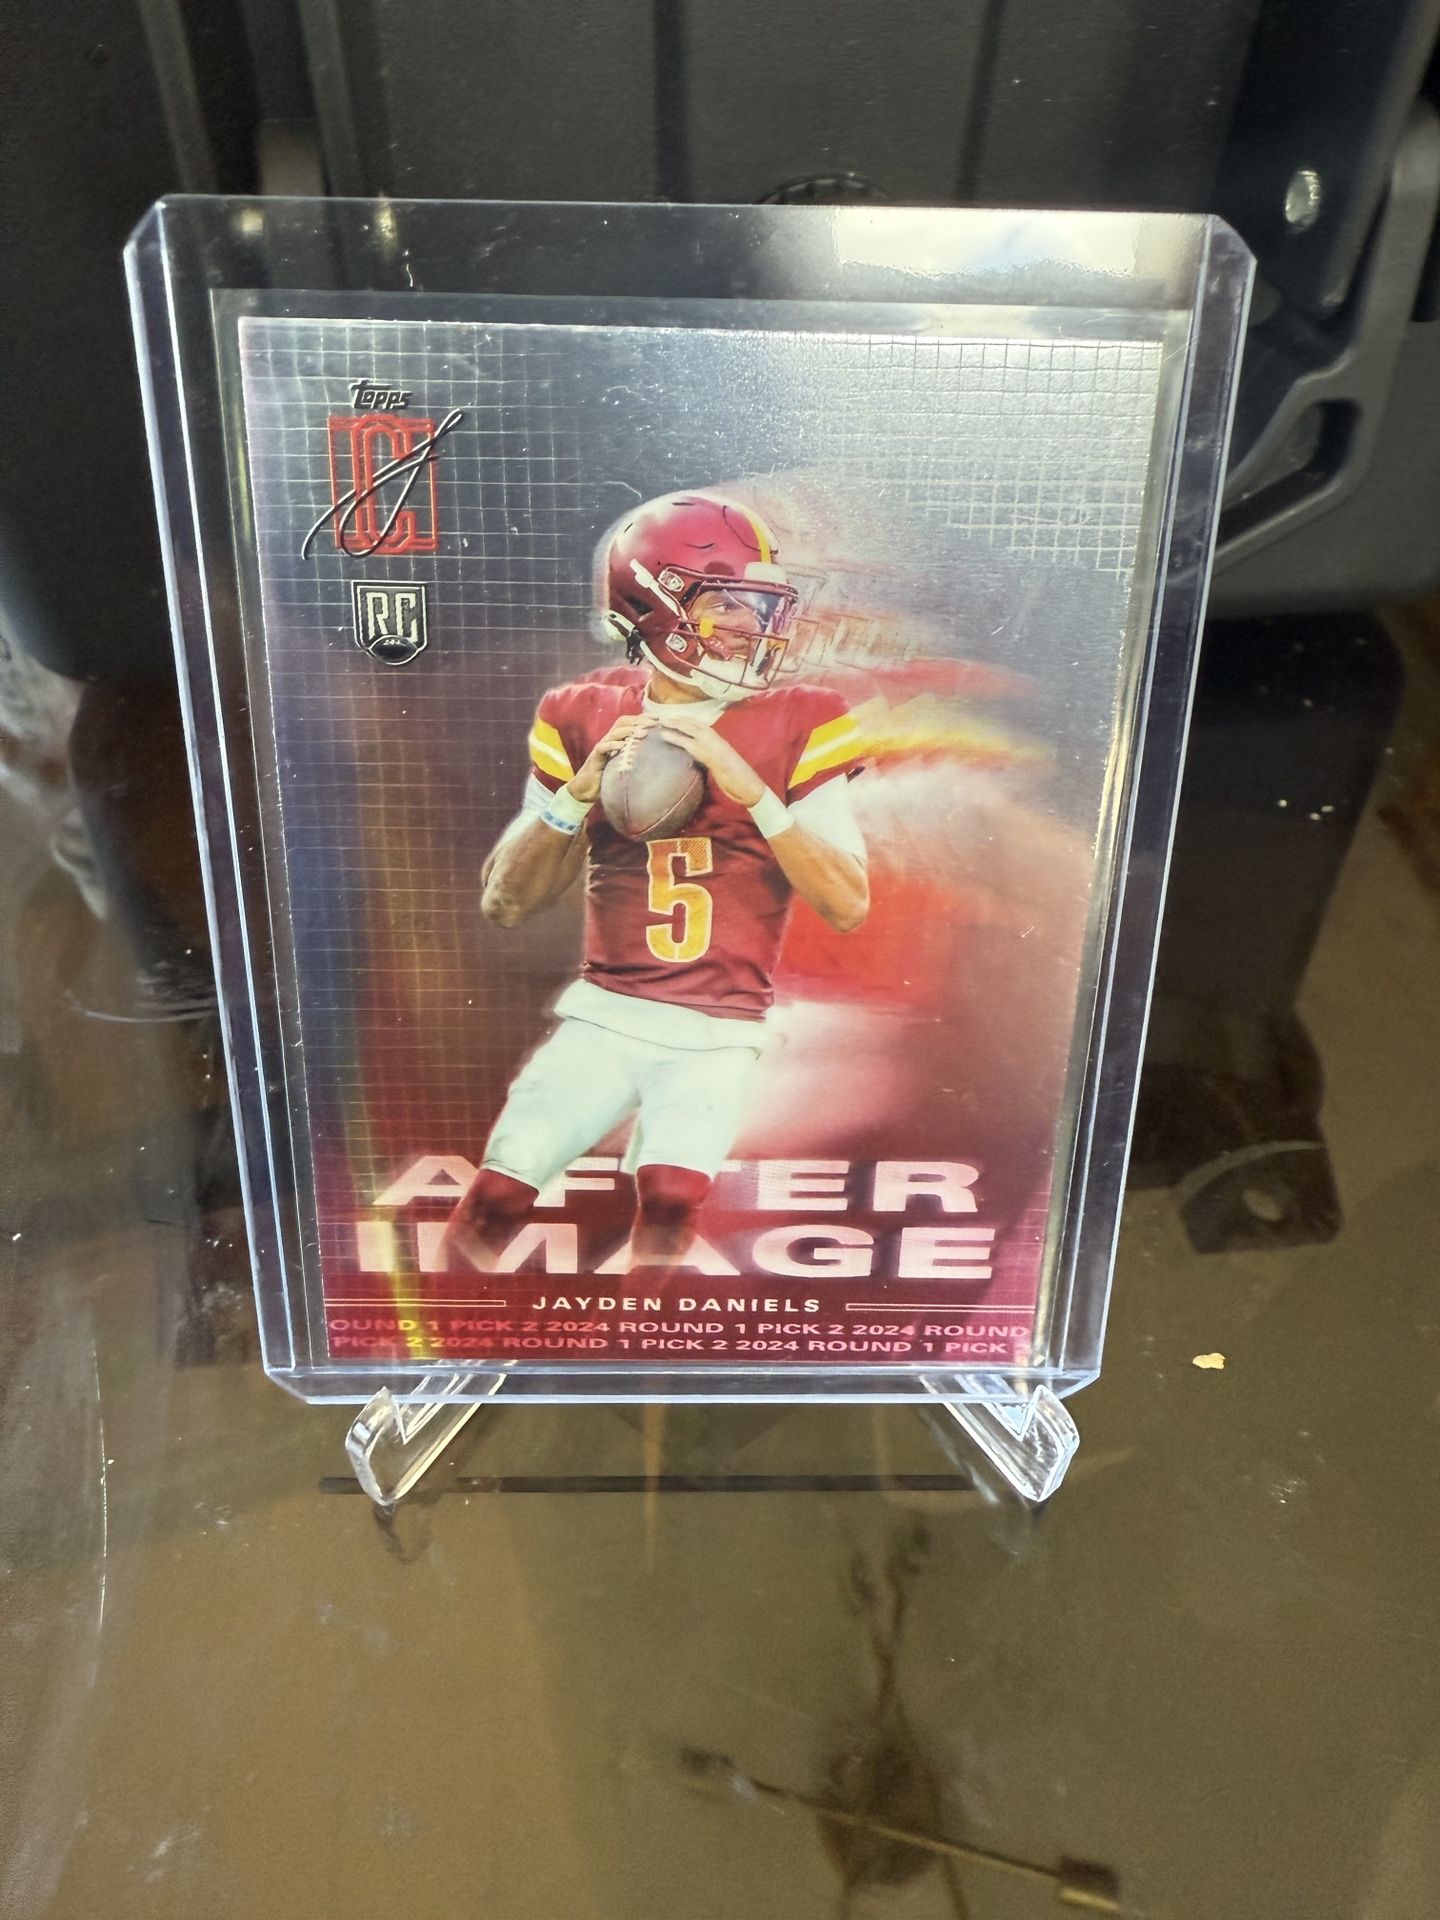 Topps
IC
RC
5
AFTER
IMAGE
JAYDEN DANIELS
OUND 1 PICK 2 2024 ROUND 1 PICK 2 2024 ROUND
PICK 2 2024 ROUND 1 PICK 2 2024 ROUND 1 PICK